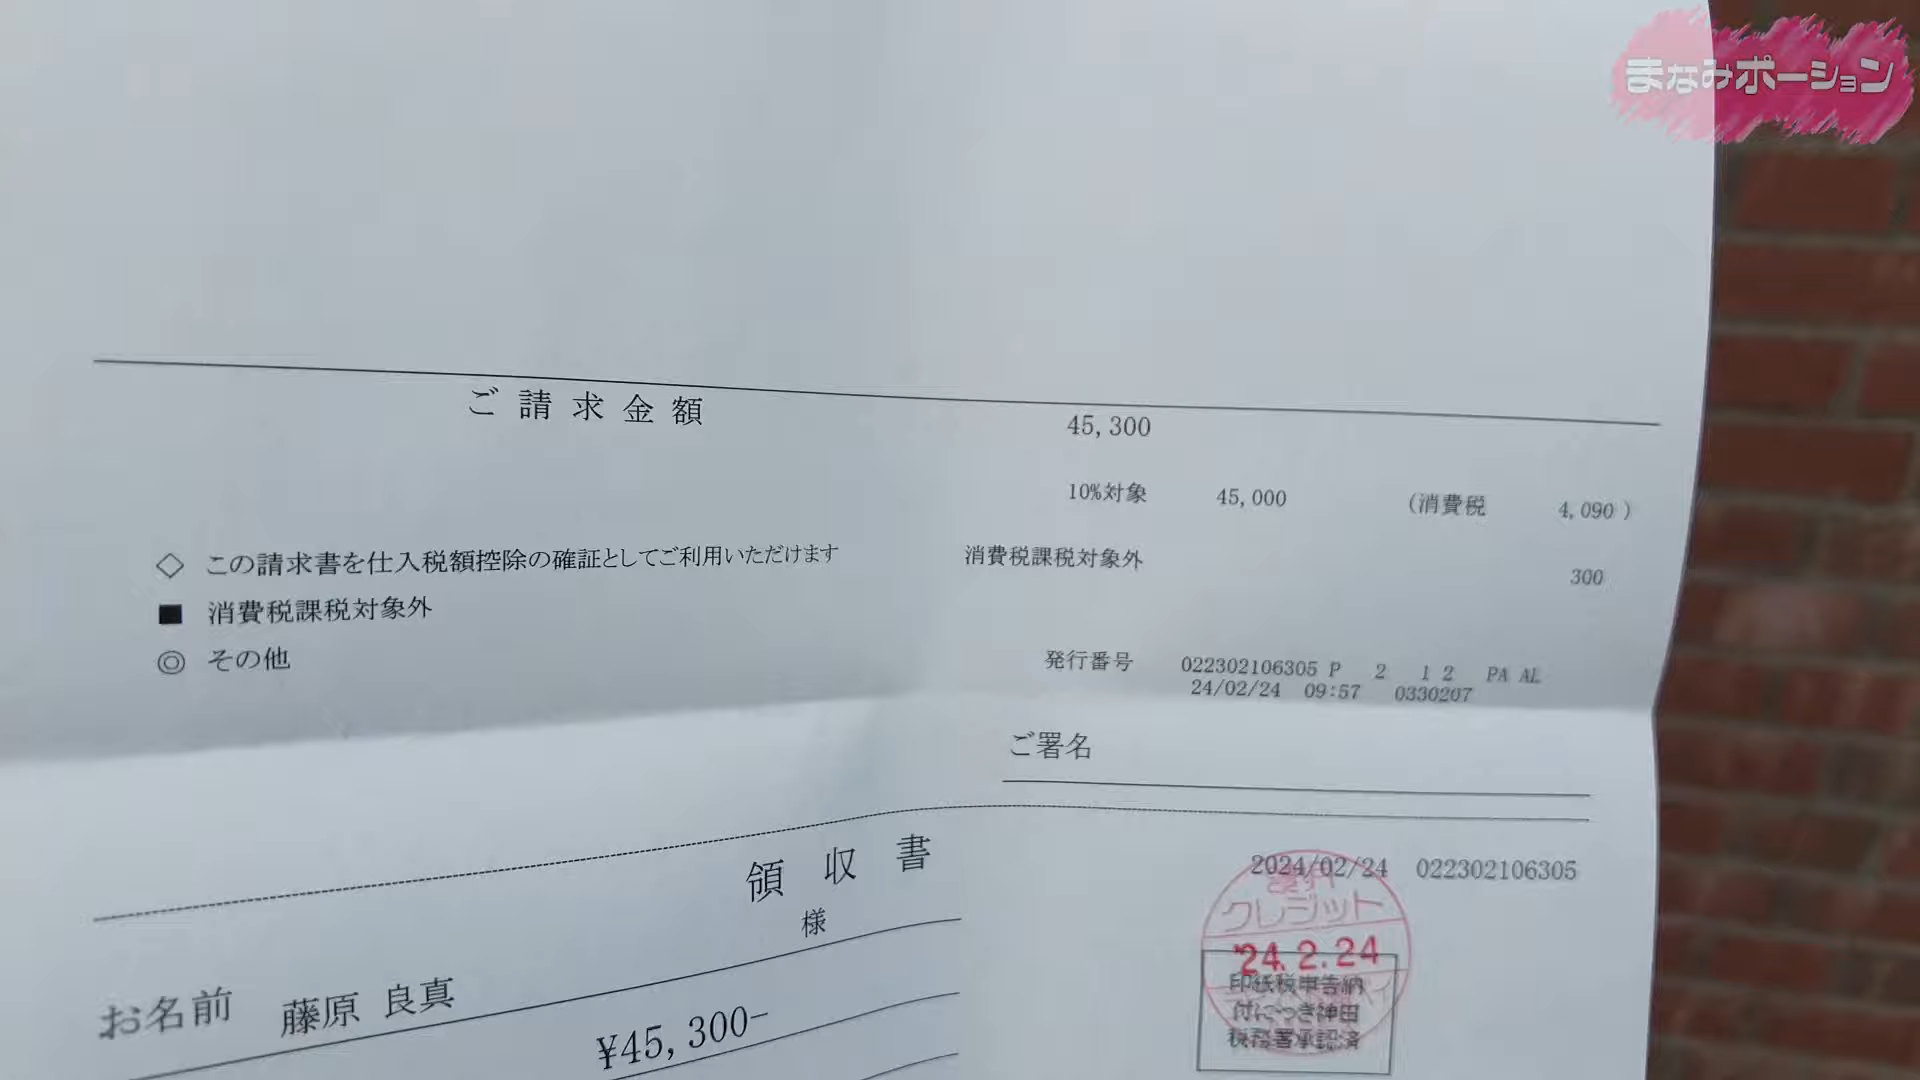 まなみポーション
ご請求金額 45,300
10%対象 45,000 (消費税 4,090 )
◇ この請求書を仕入税額控除の確証としてご利用いただけます 消費税課税対象外 300
■ 消費税課税対象外
◎ その他
発行番号 022302106305 P 2 12 PA AL
24/02/24 09:57 0330207
ご署名
領収書
2024/02/24 022302106305
様
クレジット
'24.2.24
お名前 藤原 良真
¥45,300-
印紙税申告納
付につき神田
税務署承認済